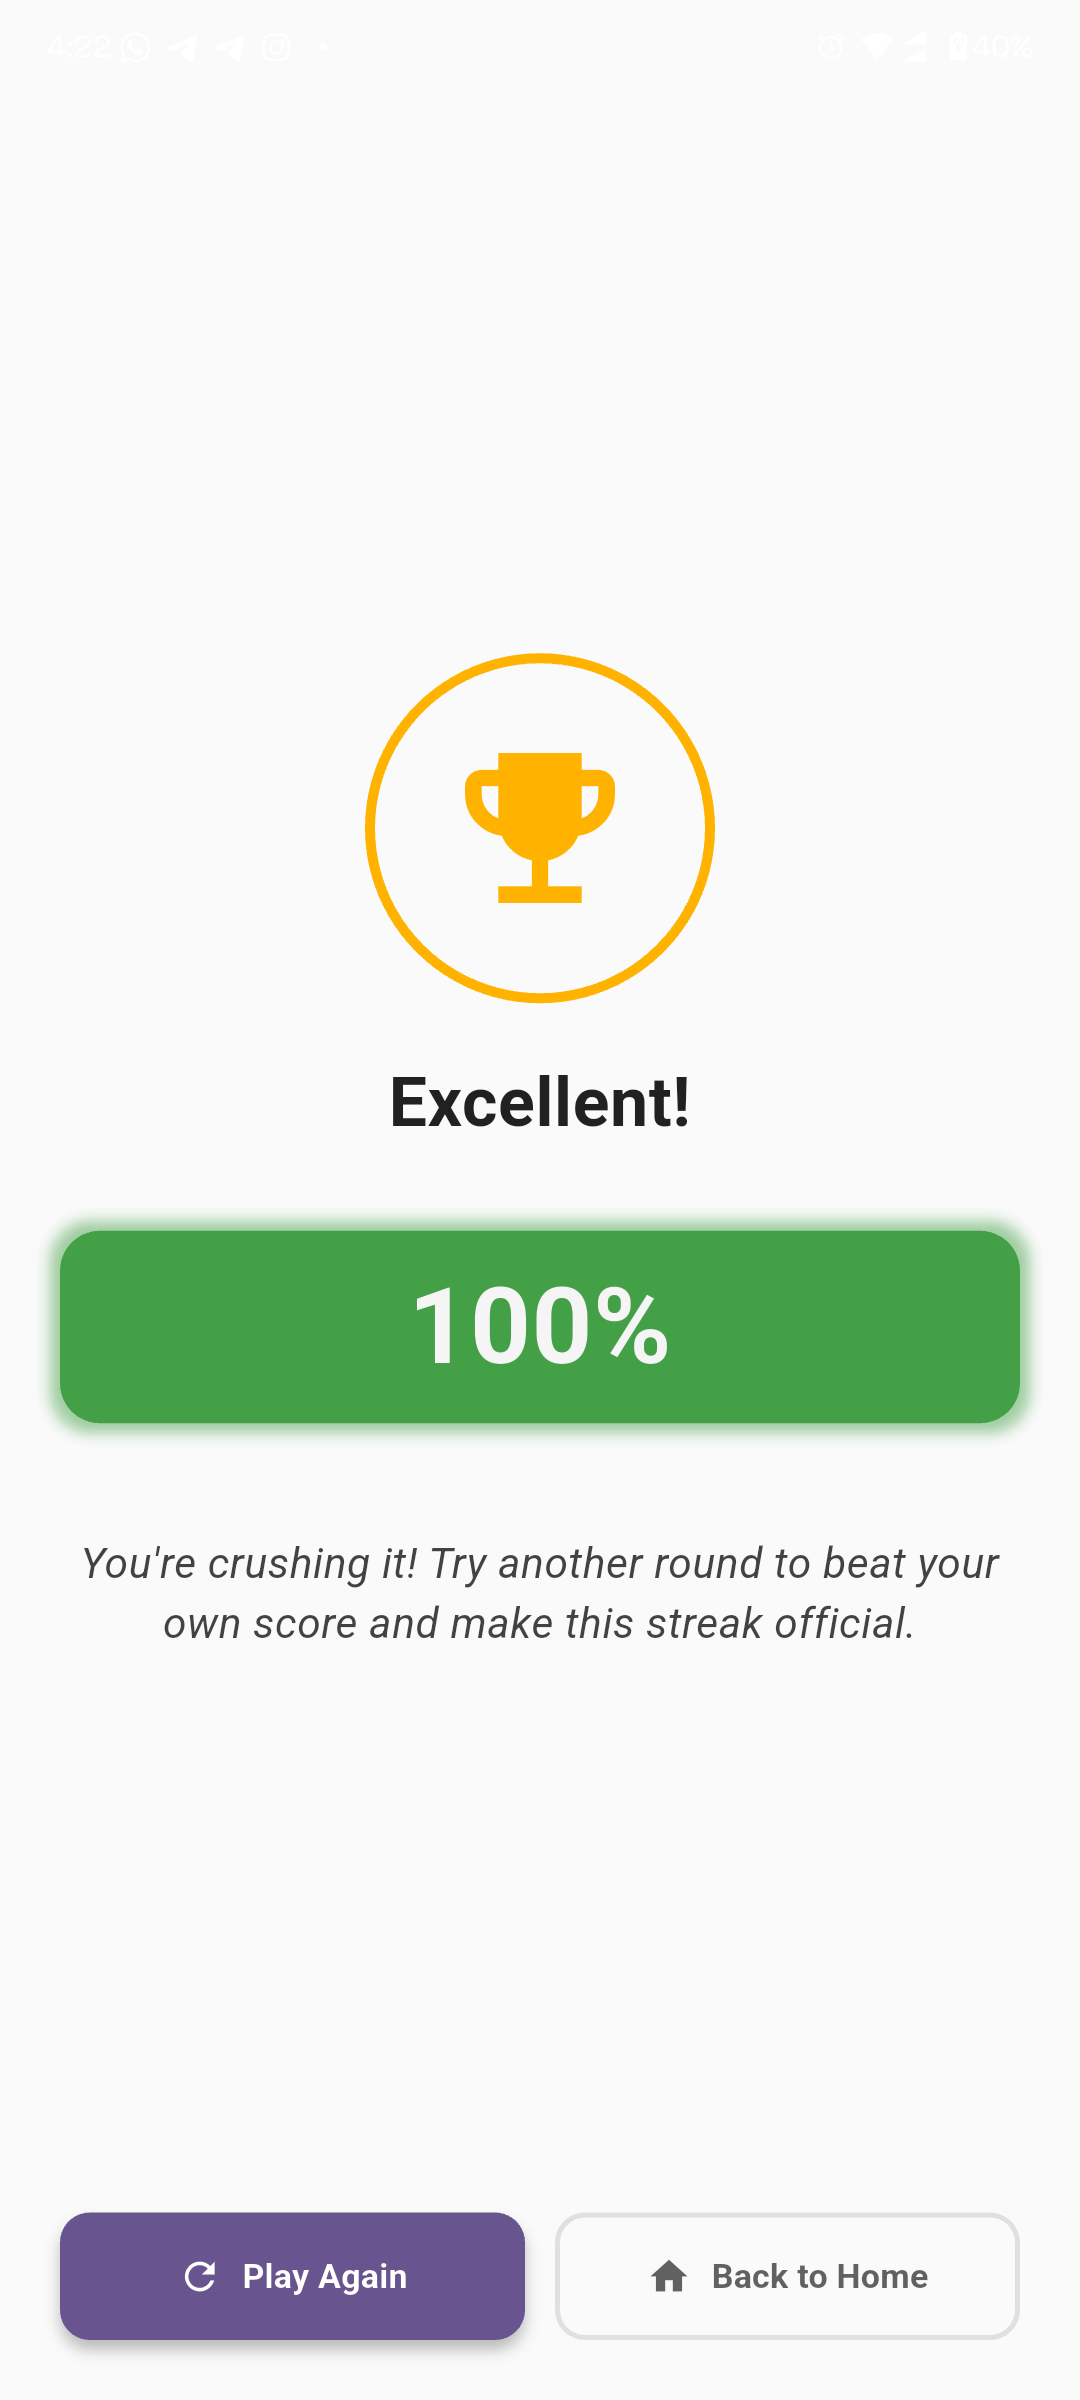 4:22 40%
Excellent!
100%
You're crushing it! Try another round to beat your
own score and make this streak official.
Play Again
Back to Home